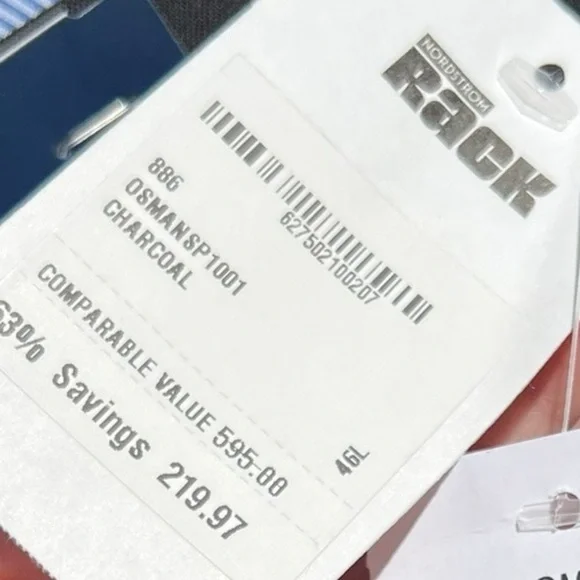 NORDSTROM
Rack
627502100207
886
OSMANSP1001
CHARCOAL
46L
COMPARABLE VALUE 595.00
63% Savings 219.97